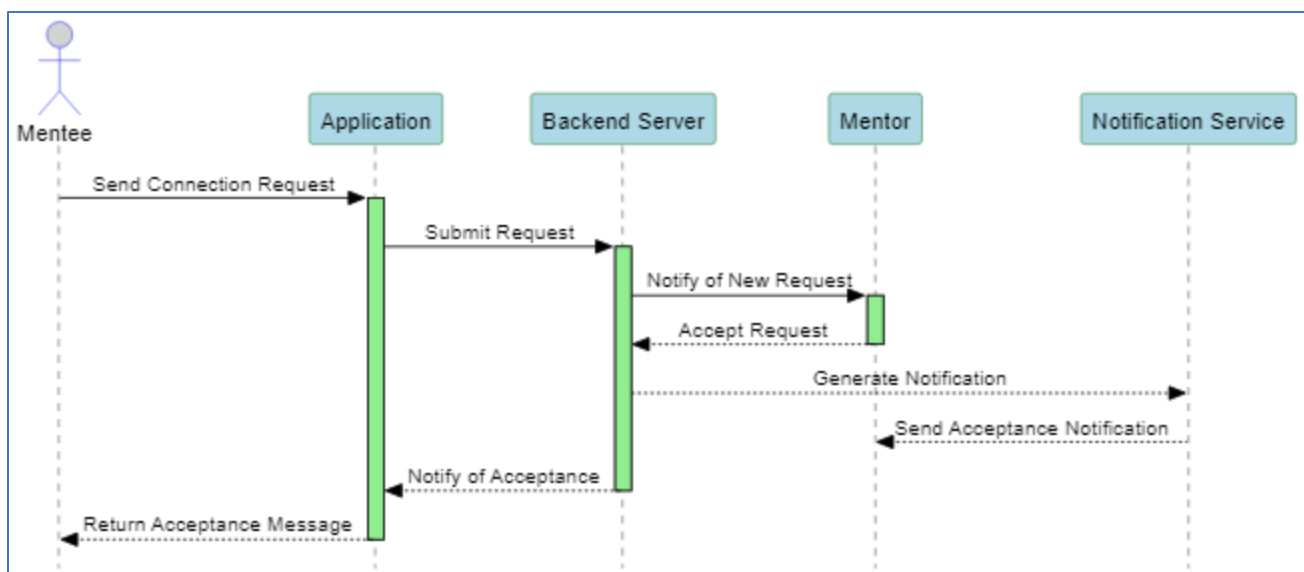 Mentee
Application
Backend Server
Mentor
Notification Service
Send Connection Request
Submit Request
Notify of New Request
Accept Request
Generate Notification
Send Acceptance Notification
Notify of Acceptance
Return Acceptance Message